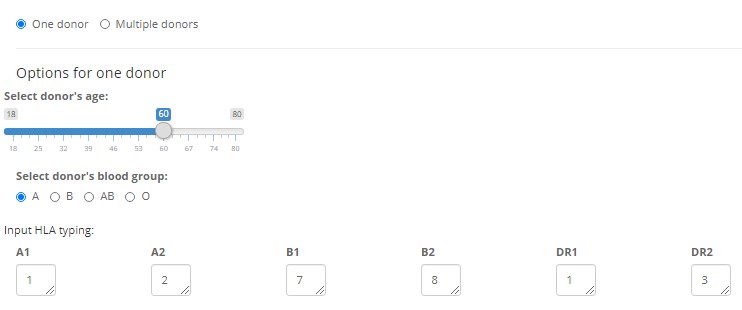 One donor Multiple donors
Options for one donor
Select donor's age:
18 60 80
18 25 32 39 46 53 60 67 74 80
Select donor's blood group:
A B AB O
Input HLA typing:
A1 A2 B1 B2 DR1 DR2
1 2 7 8 1 3